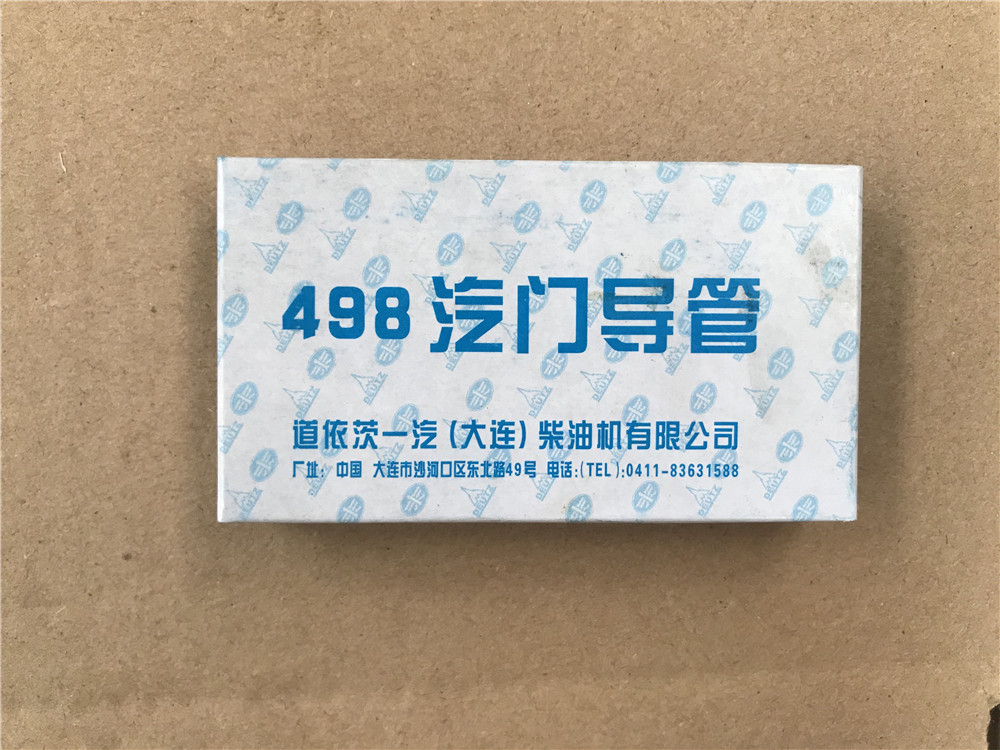 498 汽门导管
道依茨一汽(大连)柴油机有限公司
厂址: 中国 大连市沙河口区东北路49号 电话:(TEL):0411-83631588
DEUTZ